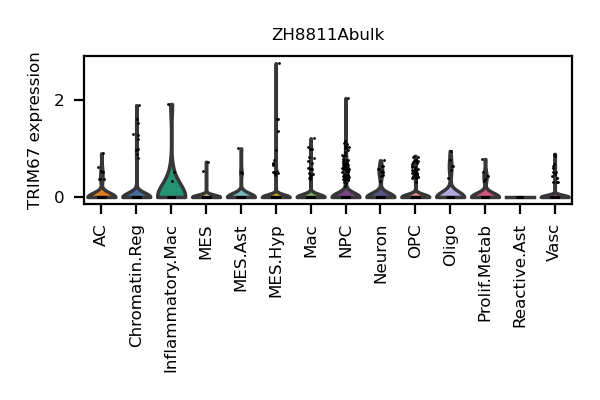 ZH8811Abulk
TRIM67 expression
2
0
AC
Chromatin.Reg
Inflammatory.Mac
MES
MES.Ast
MES.Hyp
Mac
NPC
Neuron
OPC
Oligo
Prolif.Metab
Reactive.Ast
Vasc